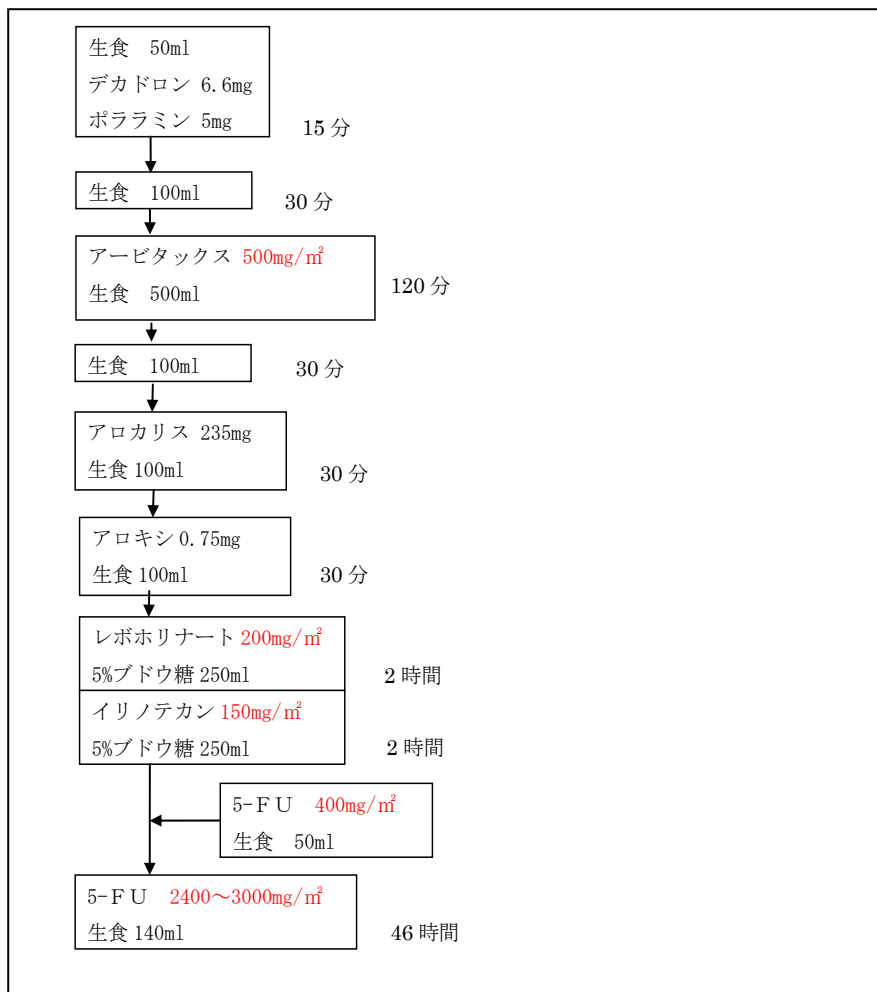 生食　50ml
デカドロン 6.6mg
ポララミン 5mg
15 分
生食　100ml
30 分
アービタックス 500mg/㎡
生食　500ml
120 分
生食　100ml
30 分
アロカリス 235mg
生食 100ml
30 分
アロキシ 0.75mg
生食 100ml
30 分
レボホリナート 200mg/㎡
5%ブドウ糖 250ml
2 時間
イリノテカン 150mg/㎡
5%ブドウ糖 250ml
2 時間
5-ＦＵ　400mg/㎡
生食　50ml
5-ＦＵ　2400～3000mg/㎡
生食 140ml
46 時間